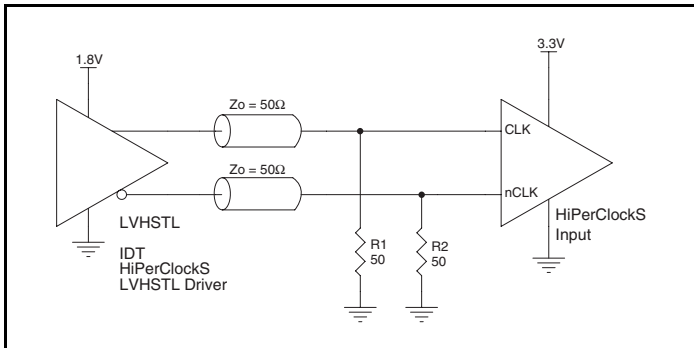 1.8V
3.3V
Zo = 50Ω
CLK
Zo = 50Ω
nCLK
LVHSTL
IDT
HiPerClockS
LVHSTL Driver
R1
50
R2
50
HiPerClockS
Input